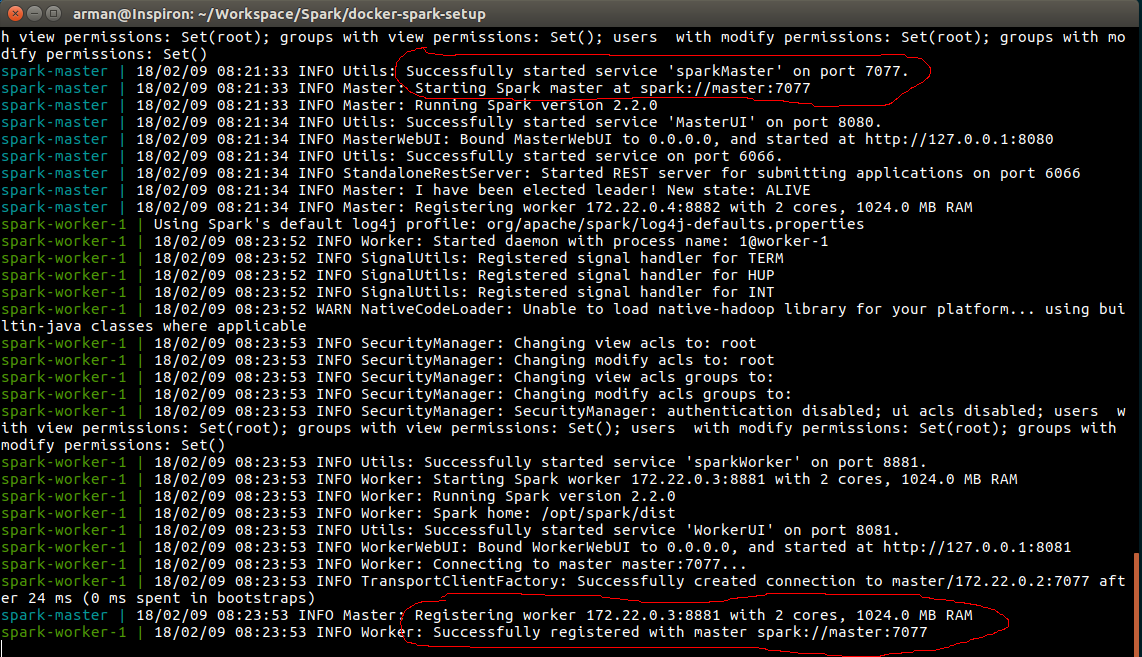 arman@Inspiron: ~/Workspace/Spark/docker-spark-setup
h view permissions: Set(root); groups with view permissions: Set(); users  with modify permissions: Set(root); groups with mo
dify permissions: Set()
spark-master | 18/02/09 08:21:33 INFO Utils: Successfully started service 'sparkMaster' on port 7077.
spark-master | 18/02/09 08:21:33 INFO Master: Starting Spark master at spark://master:7077
spark-master | 18/02/09 08:21:33 INFO Master: Running Spark version 2.2.0
spark-master | 18/02/09 08:21:34 INFO Utils: Successfully started service 'MasterUI' on port 8080.
spark-master | 18/02/09 08:21:34 INFO MasterWebUI: Bound MasterWebUI to 0.0.0.0, and started at http://127.0.0.1:8080
spark-master | 18/02/09 08:21:34 INFO Utils: Successfully started service on port 6066.
spark-master | 18/02/09 08:21:34 INFO StandaloneRestServer: Started REST server for submitting applications on port 6066
spark-master | 18/02/09 08:21:34 INFO Master: I have been elected leader! New state: ALIVE
spark-master | 18/02/09 08:21:34 INFO Master: Registering worker 172.22.0.4:8882 with 2 cores, 1024.0 MB RAM
spark-worker-1 | Using Spark's default log4j profile: org/apache/spark/log4j-defaults.properties
spark-worker-1 | 18/02/09 08:23:52 INFO Worker: Started daemon with process name: 1@worker-1
spark-worker-1 | 18/02/09 08:23:52 INFO SignalUtils: Registered signal handler for TERM
spark-worker-1 | 18/02/09 08:23:52 INFO SignalUtils: Registered signal handler for HUP
spark-worker-1 | 18/02/09 08:23:52 INFO SignalUtils: Registered signal handler for INT
spark-worker-1 | 18/02/09 08:23:52 WARN NativeCodeLoader: Unable to load native-hadoop library for your platform... using bui
ltin-java classes where applicable
spark-worker-1 | 18/02/09 08:23:53 INFO SecurityManager: Changing view acls to: root
spark-worker-1 | 18/02/09 08:23:53 INFO SecurityManager: Changing modify acls to: root
spark-worker-1 | 18/02/09 08:23:53 INFO SecurityManager: Changing view acls groups to:
spark-worker-1 | 18/02/09 08:23:53 INFO SecurityManager: Changing modify acls groups to:
spark-worker-1 | 18/02/09 08:23:53 INFO SecurityManager: SecurityManager: authentication disabled; ui acls disabled; users  w
ith view permissions: Set(root); groups with view permissions: Set(); users  with modify permissions: Set(root); groups with
modify permissions: Set()
spark-worker-1 | 18/02/09 08:23:53 INFO Utils: Successfully started service 'sparkWorker' on port 8881.
spark-worker-1 | 18/02/09 08:23:53 INFO Worker: Starting Spark worker 172.22.0.3:8881 with 2 cores, 1024.0 MB RAM
spark-worker-1 | 18/02/09 08:23:53 INFO Worker: Running Spark version 2.2.0
spark-worker-1 | 18/02/09 08:23:53 INFO Worker: Spark home: /opt/spark/dist
spark-worker-1 | 18/02/09 08:23:53 INFO Utils: Successfully started service 'WorkerUI' on port 8081.
spark-worker-1 | 18/02/09 08:23:53 INFO WorkerWebUI: Bound WorkerWebUI to 0.0.0.0, and started at http://127.0.0.1:8081
spark-worker-1 | 18/02/09 08:23:53 INFO Worker: Connecting to master master:7077...
spark-worker-1 | 18/02/09 08:23:53 INFO TransportClientFactory: Successfully created connection to master/172.22.0.2:7077 aft
er 24 ms (0 ms spent in bootstraps)
spark-master | 18/02/09 08:23:53 INFO Master: Registering worker 172.22.0.3:8881 with 2 cores, 1024.0 MB RAM
spark-worker-1 | 18/02/09 08:23:53 INFO Worker: Successfully registered with master spark://master:7077